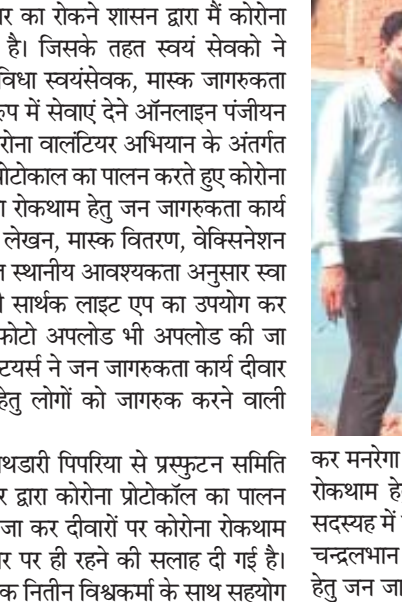 र का रोकने शासन द्वारा मैं कोरोना
है। जिसके तहत स्वयं सेवको ने
विधा स्वयंसेवक, मास्क जागरुकता
रुप में सेवाएं देने ऑनलाइन पंजीयन
रोना वालंटियर अभियान के अंतर्गत
ोटोकाल का पालन करते हुए कोरोना
रोकथाम हेतु जन जागरुकता कार्य
लेखन, मास्क वितरण, वेक्सिनेशन
स्थानीय आवश्यकता अनुसार स्वा
सार्थक लाइट एप का उपयोग कर
फोटो अपलोड भी अपलोड की जा
टयर्स ने जन जागरुकता कार्य दीवार
हेतु लोगों को जागरुक करने वाली
थडारी पिपरिया से प्रस्फुटन समिति
र द्वारा कोरोना प्रोटोकॉल का पालन
जा कर दीवारों पर कोरोना रोकथाम
र पर ही रहने की सलाह दी गई है।
क नितीन विश्वकर्मा के साथ सहयोग
कर मनरेगा
रोकथाम हे
सदस्यह में
चन्द्रलभान
हेतु जन जा